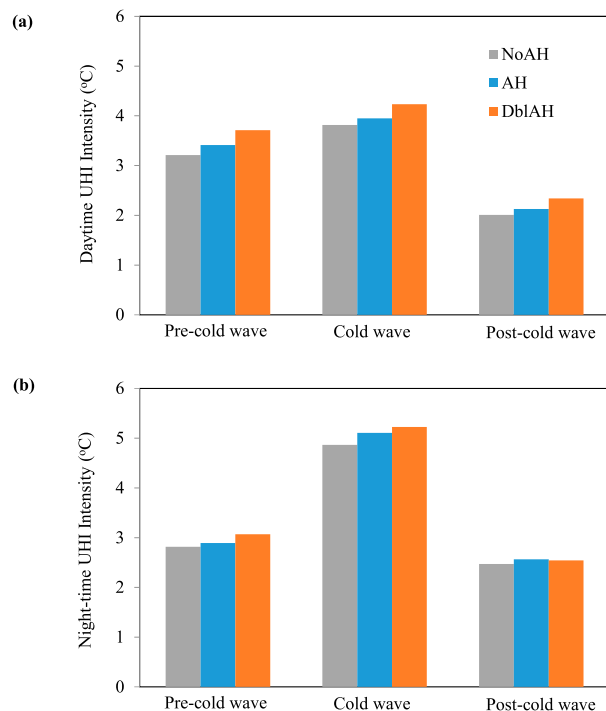 (a)
Daytime UHI Intensity (°C)
6
5
4
3
2
1
0
NoAH
AH
DblAH
Pre-cold wave Cold wave Post-cold wave
(b)
Night-time UHI Intensity (°C)
6
5
4
3
2
1
0
Pre-cold wave Cold wave Post-cold wave